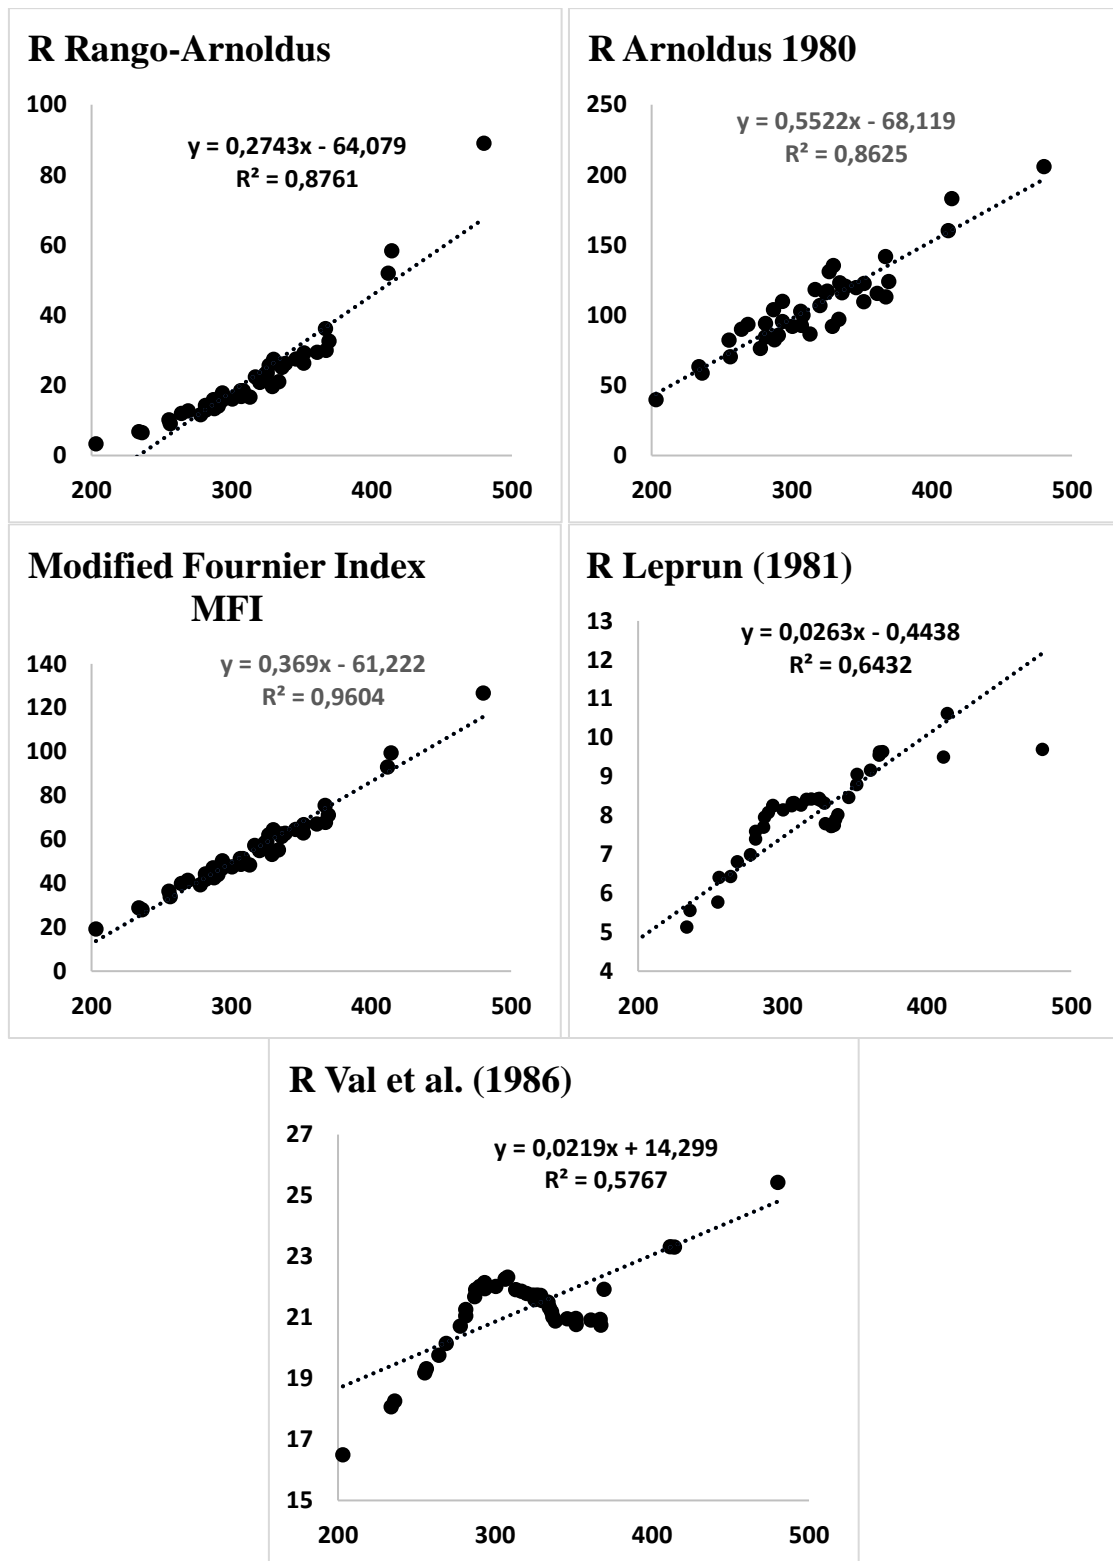 R Rango-Arnoldus
y = 0,2743x - 64,079
R² = 0,8761
100
80
60
40
20
0
200 300 400 500
R Arnoldus 1980
y = 0,5522x - 68,119
R² = 0,8625
250
200
150
100
50
0
200 300 400 500
Modified Fournier Index
MFI
y = 0,369x - 61,222
R² = 0,9604
140
120
100
80
60
40
20
0
200 300 400 500
R Leprun (1981)
y = 0,0263x - 0,4438
R² = 0,6432
13
12
11
10
9
8
7
6
5
4
200 300 400 500
R Val et al. (1986)
y = 0,0219x + 14,299
R² = 0,5767
27
25
23
21
19
17
15
200 300 400 500